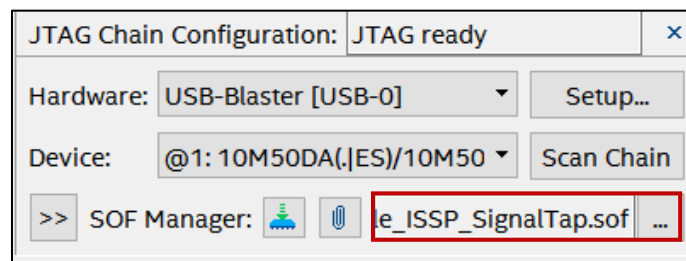 JTAG Chain Configuration: JTAG ready ×
Hardware: USB-Blaster [USB-0] Setup...
Device: @1: 10M50DA(.|ES)/10M50 Scan Chain
>> SOF Manager: le_ISSP_SignalTap.sof ...